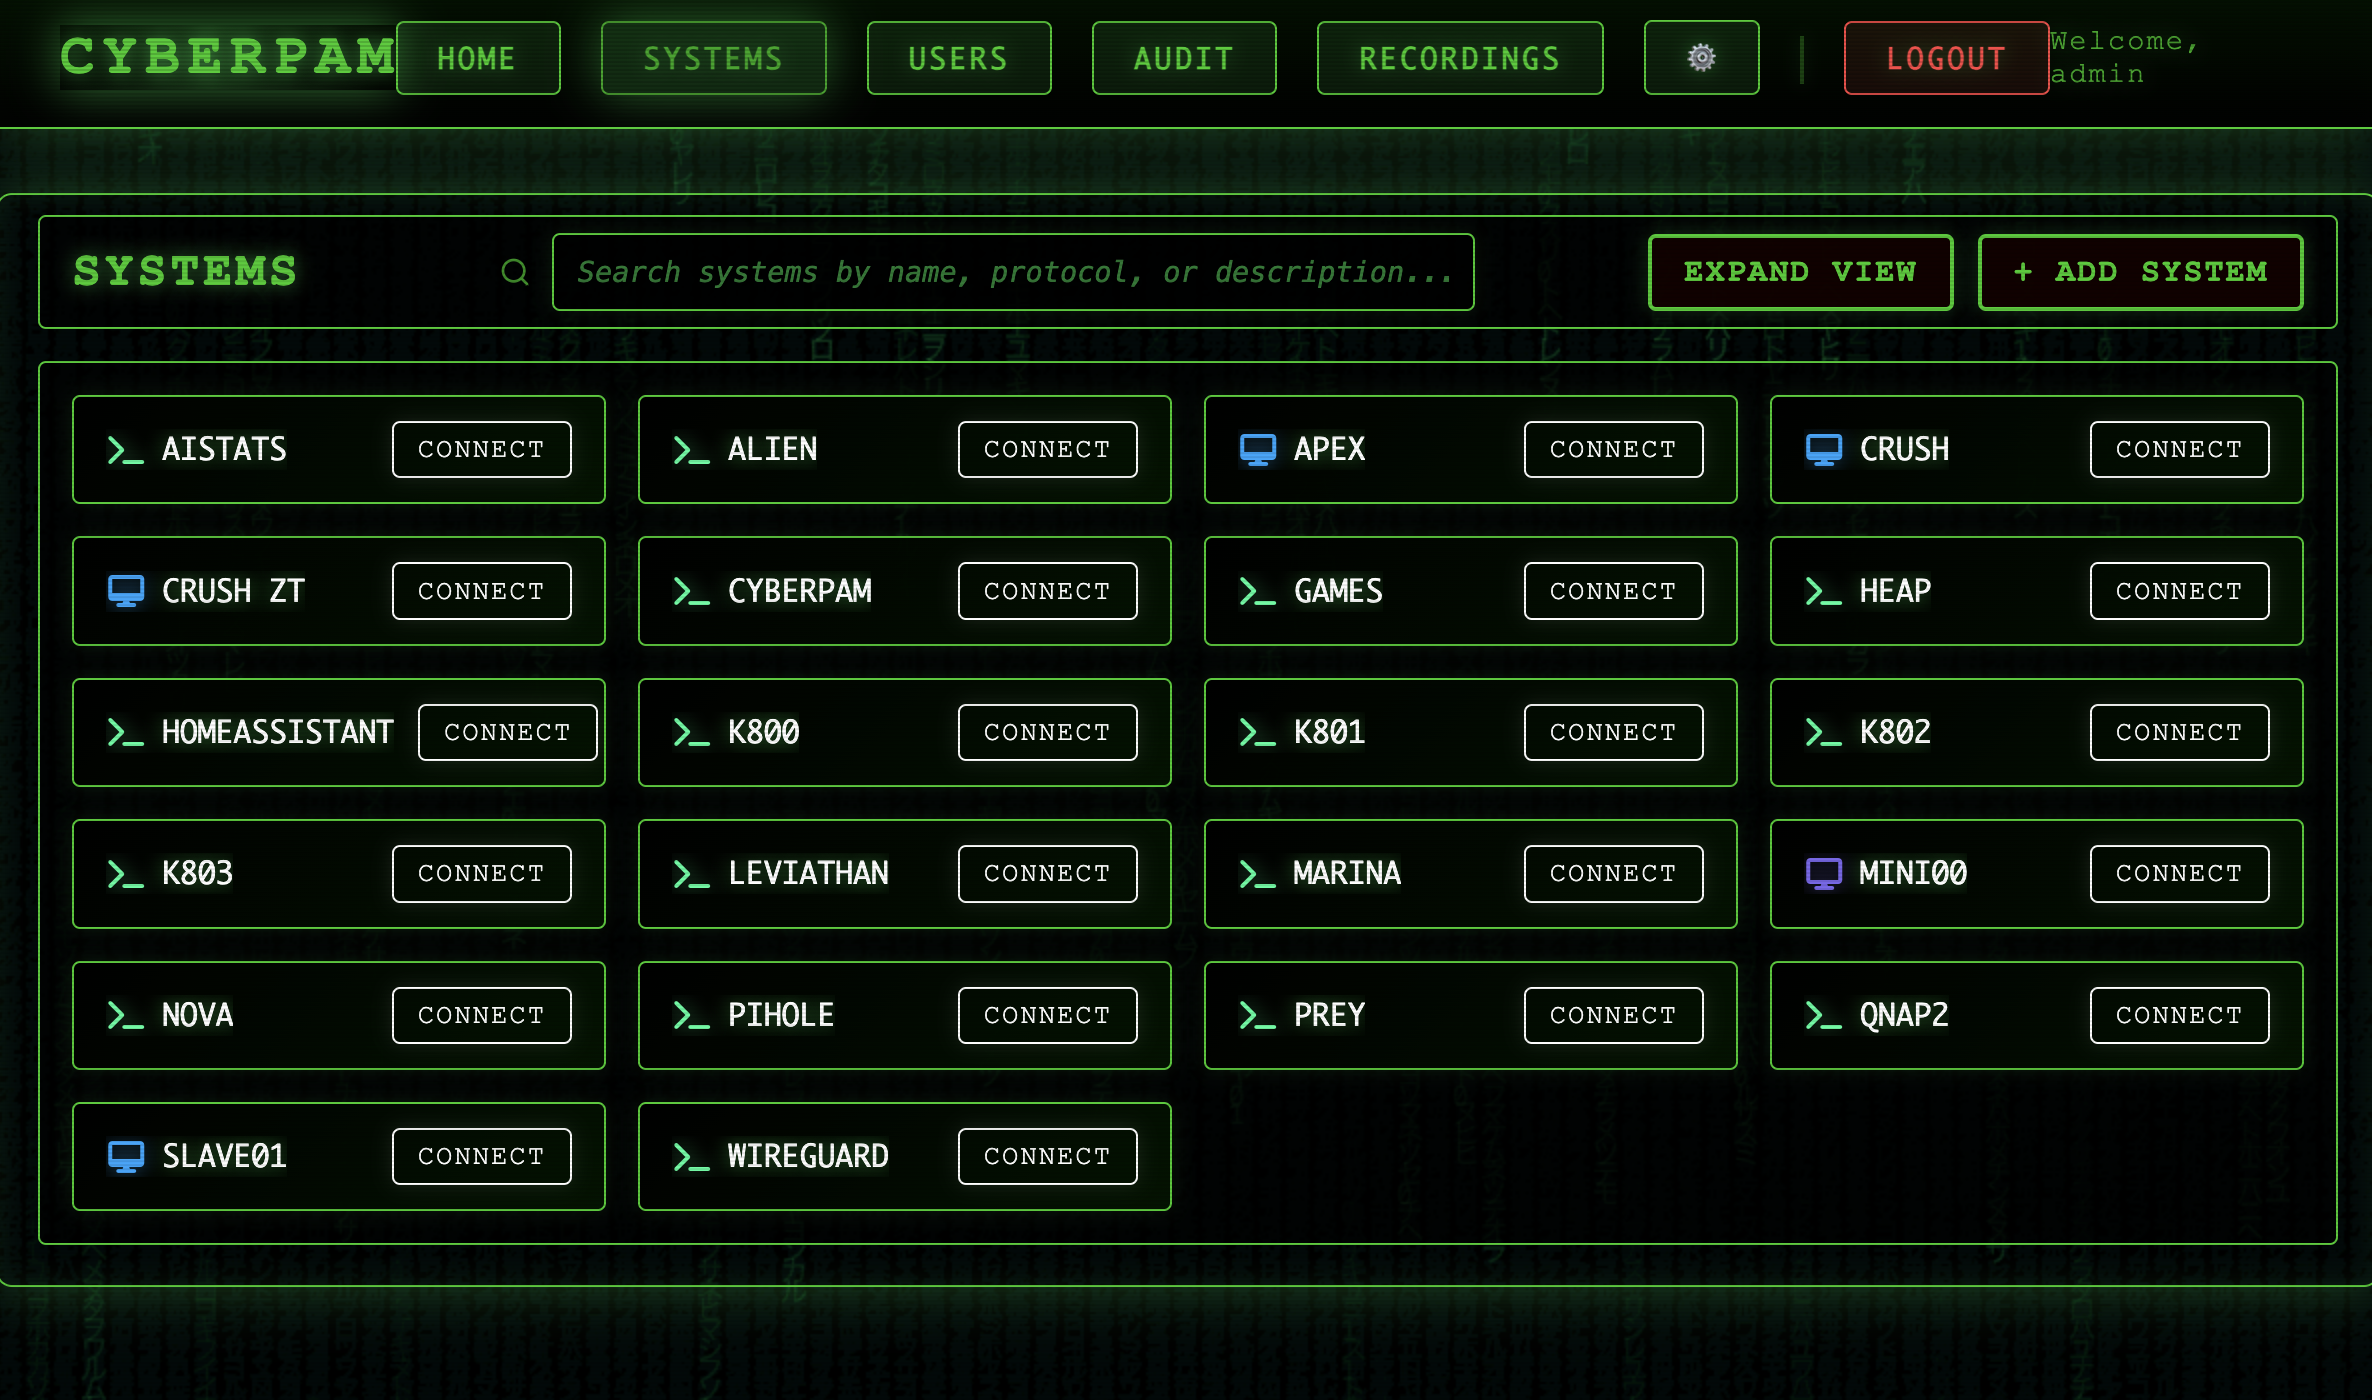 CYBERPAM
HOME
SYSTEMS
USERS
AUDIT
RECORDINGS
LOGOUT
Welcome,
admin
SYSTEMS
Search systems by name, protocol, or description...
EXPAND VIEW
+ ADD SYSTEM
AISTATS CONNECT
ALIEN CONNECT
APEX CONNECT
CRUSH CONNECT
CRUSH ZT CONNECT
CYBERPAM CONNECT
GAMES CONNECT
HEAP CONNECT
HOMEASSISTANT CONNECT
K800 CONNECT
K801 CONNECT
K802 CONNECT
K803 CONNECT
LEVIATHAN CONNECT
MARINA CONNECT
MINI00 CONNECT
NOVA CONNECT
PIHOLE CONNECT
PREY CONNECT
QNAP2 CONNECT
SLAVE01 CONNECT
WIREGUARD CONNECT